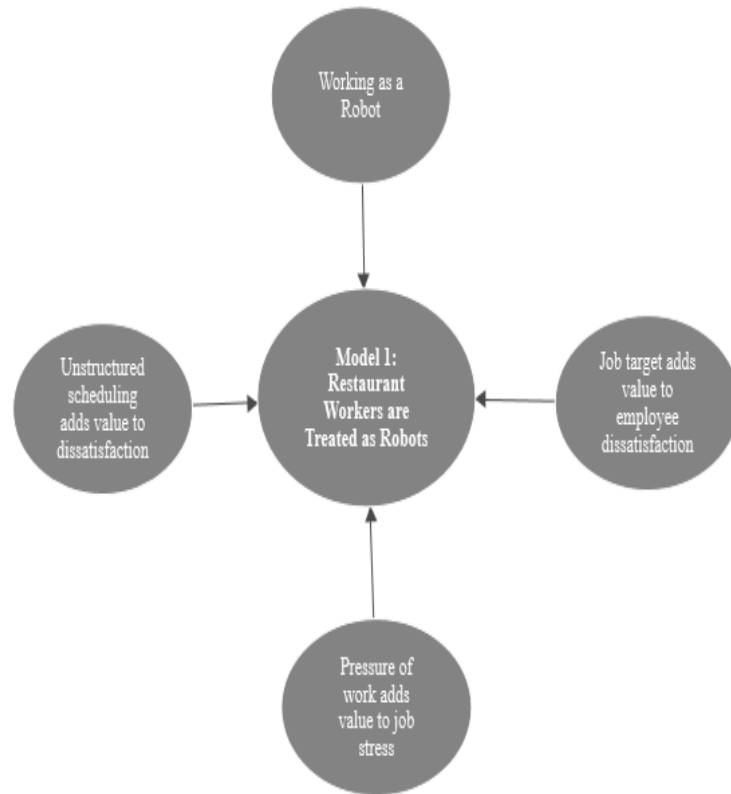 Working as a
Robot
Model 1:
Restaurant
Workers are
Treated as Robots
Unstructured
scheduling
adds value to
dissatisfaction
Job target adds
value to
employee
dissatisfaction
Pressure of
work adds
value to job
stress